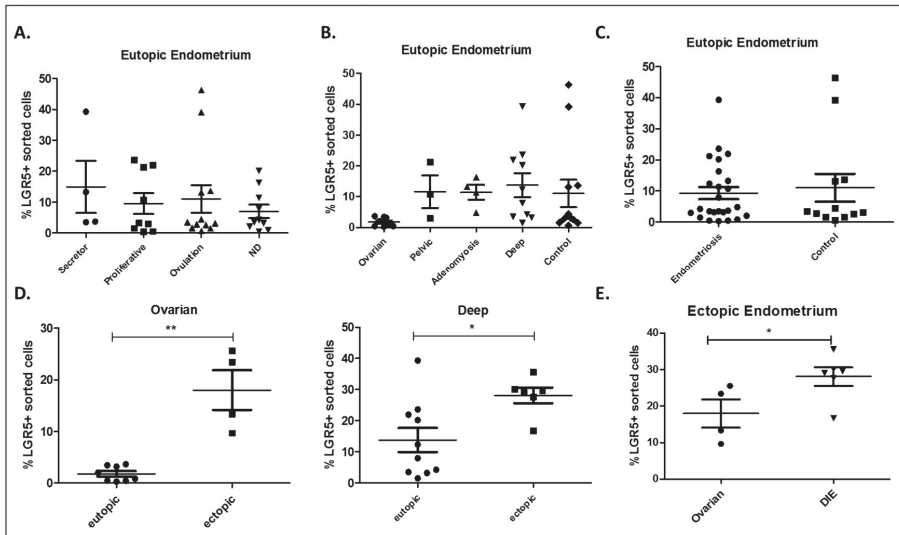 A.
Eutopic Endometrium
% LGR5+ sorted cells
50
40
30
20
10
0
Secretor
Proliferative
Ovulation
ND
B.
Eutopic Endometrium
% LGR5+ sorted cells
50
40
30
20
10
0
Ovarian
Pelvic
Adenomyosis
Deep
Control
C.
Eutopic Endometrium
% LGR5+ sorted cells
50
40
30
20
10
0
Endometriosis
Control
D.
Ovarian
**
% LGR5+ sorted cells
30
20
10
0
eutopic
ectopic
Deep
*
% LGR5+ sorted cells
50
40
30
20
10
0
eutopic
ectopic
E.
Ectopic Endometrium
*
% LGR5+ sorted cells
40
30
20
10
0
Ovarian
DIE